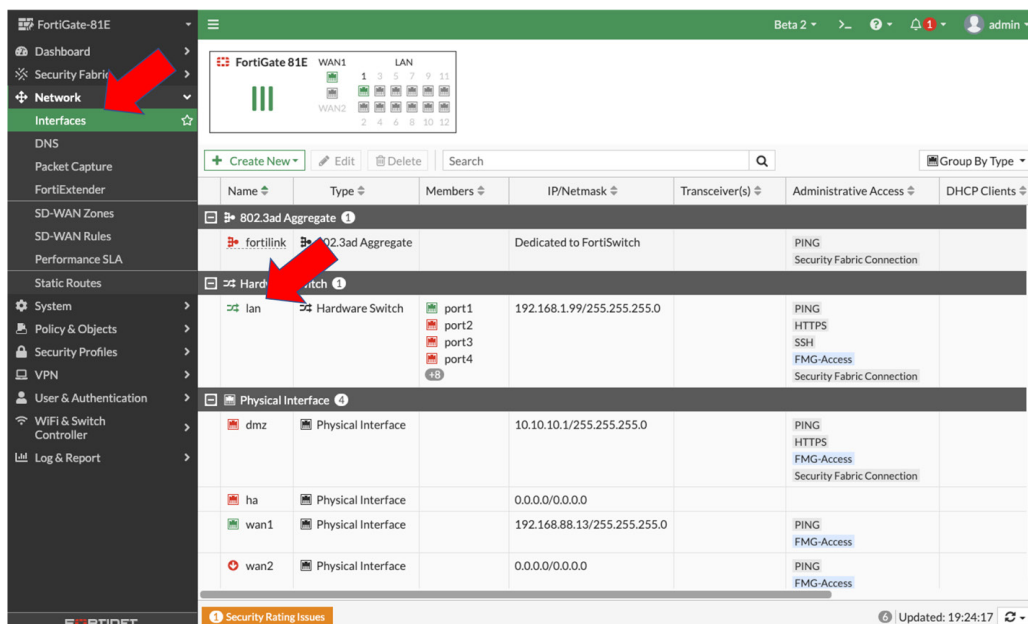 FortiGate-81E
Beta 2
>_
1
admin
Dashboard
Security Fabric
Network
Interfaces
DNS
Packet Capture
FortiExtender
SD-WAN Zones
SD-WAN Rules
Performance SLA
Static Routes
System
Policy & Objects
Security Profiles
VPN
User & Authentication
WiFi & Switch
Controller
Log & Report
FortiGate 81E WAN1 LAN
1 3 5 7 9 11
WAN2
2 4 6 8 10 12
+ Create New Edit Delete Search Group By Type
Name Type Members IP/Netmask Transceiver(s) Administrative Access DHCP Clients
802.3ad Aggregate 1
fortilink 802.3ad Aggregate Dedicated to FortiSwitch PING
Security Fabric Connection
1
lan Hardware Switch port1 192.168.1.99/255.255.255.0 PING
port2 HTTPS
port3 SSH
port4 FMG-Access
+8 Security Fabric Connection
Physical Interface 4
dmz Physical Interface 10.10.10.1/255.255.255.0 PING
HTTPS
FMG-Access
Security Fabric Connection
ha Physical Interface 0.0.0.0/0.0.0.0
wan1 Physical Interface 192.168.88.13/255.255.255.0 PING
FMG-Access
wan2 Physical Interface 0.0.0.0/0.0.0.0 PING
FMG-Access
1 Security Rating Issues 6 Updated: 19:24:17